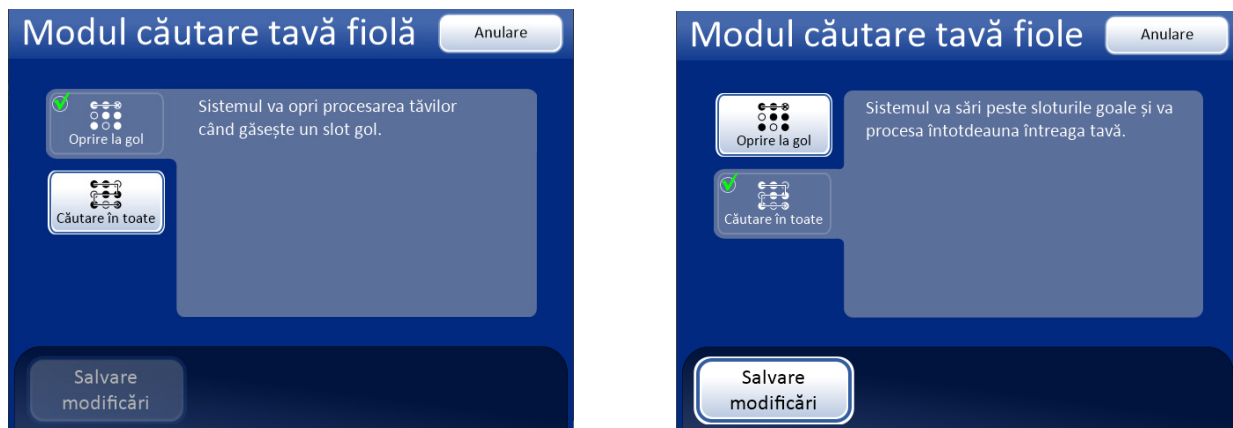 Modul căutare tavă fiolă
Anulare
Oprire la gol
Sistemul va opri procesarea tăvilor
când găsește un slot gol.
Căutare în toate
Salvare
modificări
Modul căutare tavă fiole
Anulare
Oprire la gol
Sistemul va sări peste sloturile goale și va
procesa întotdeauna întreaga tavă.
Căutare în toate
Salvare
modificări